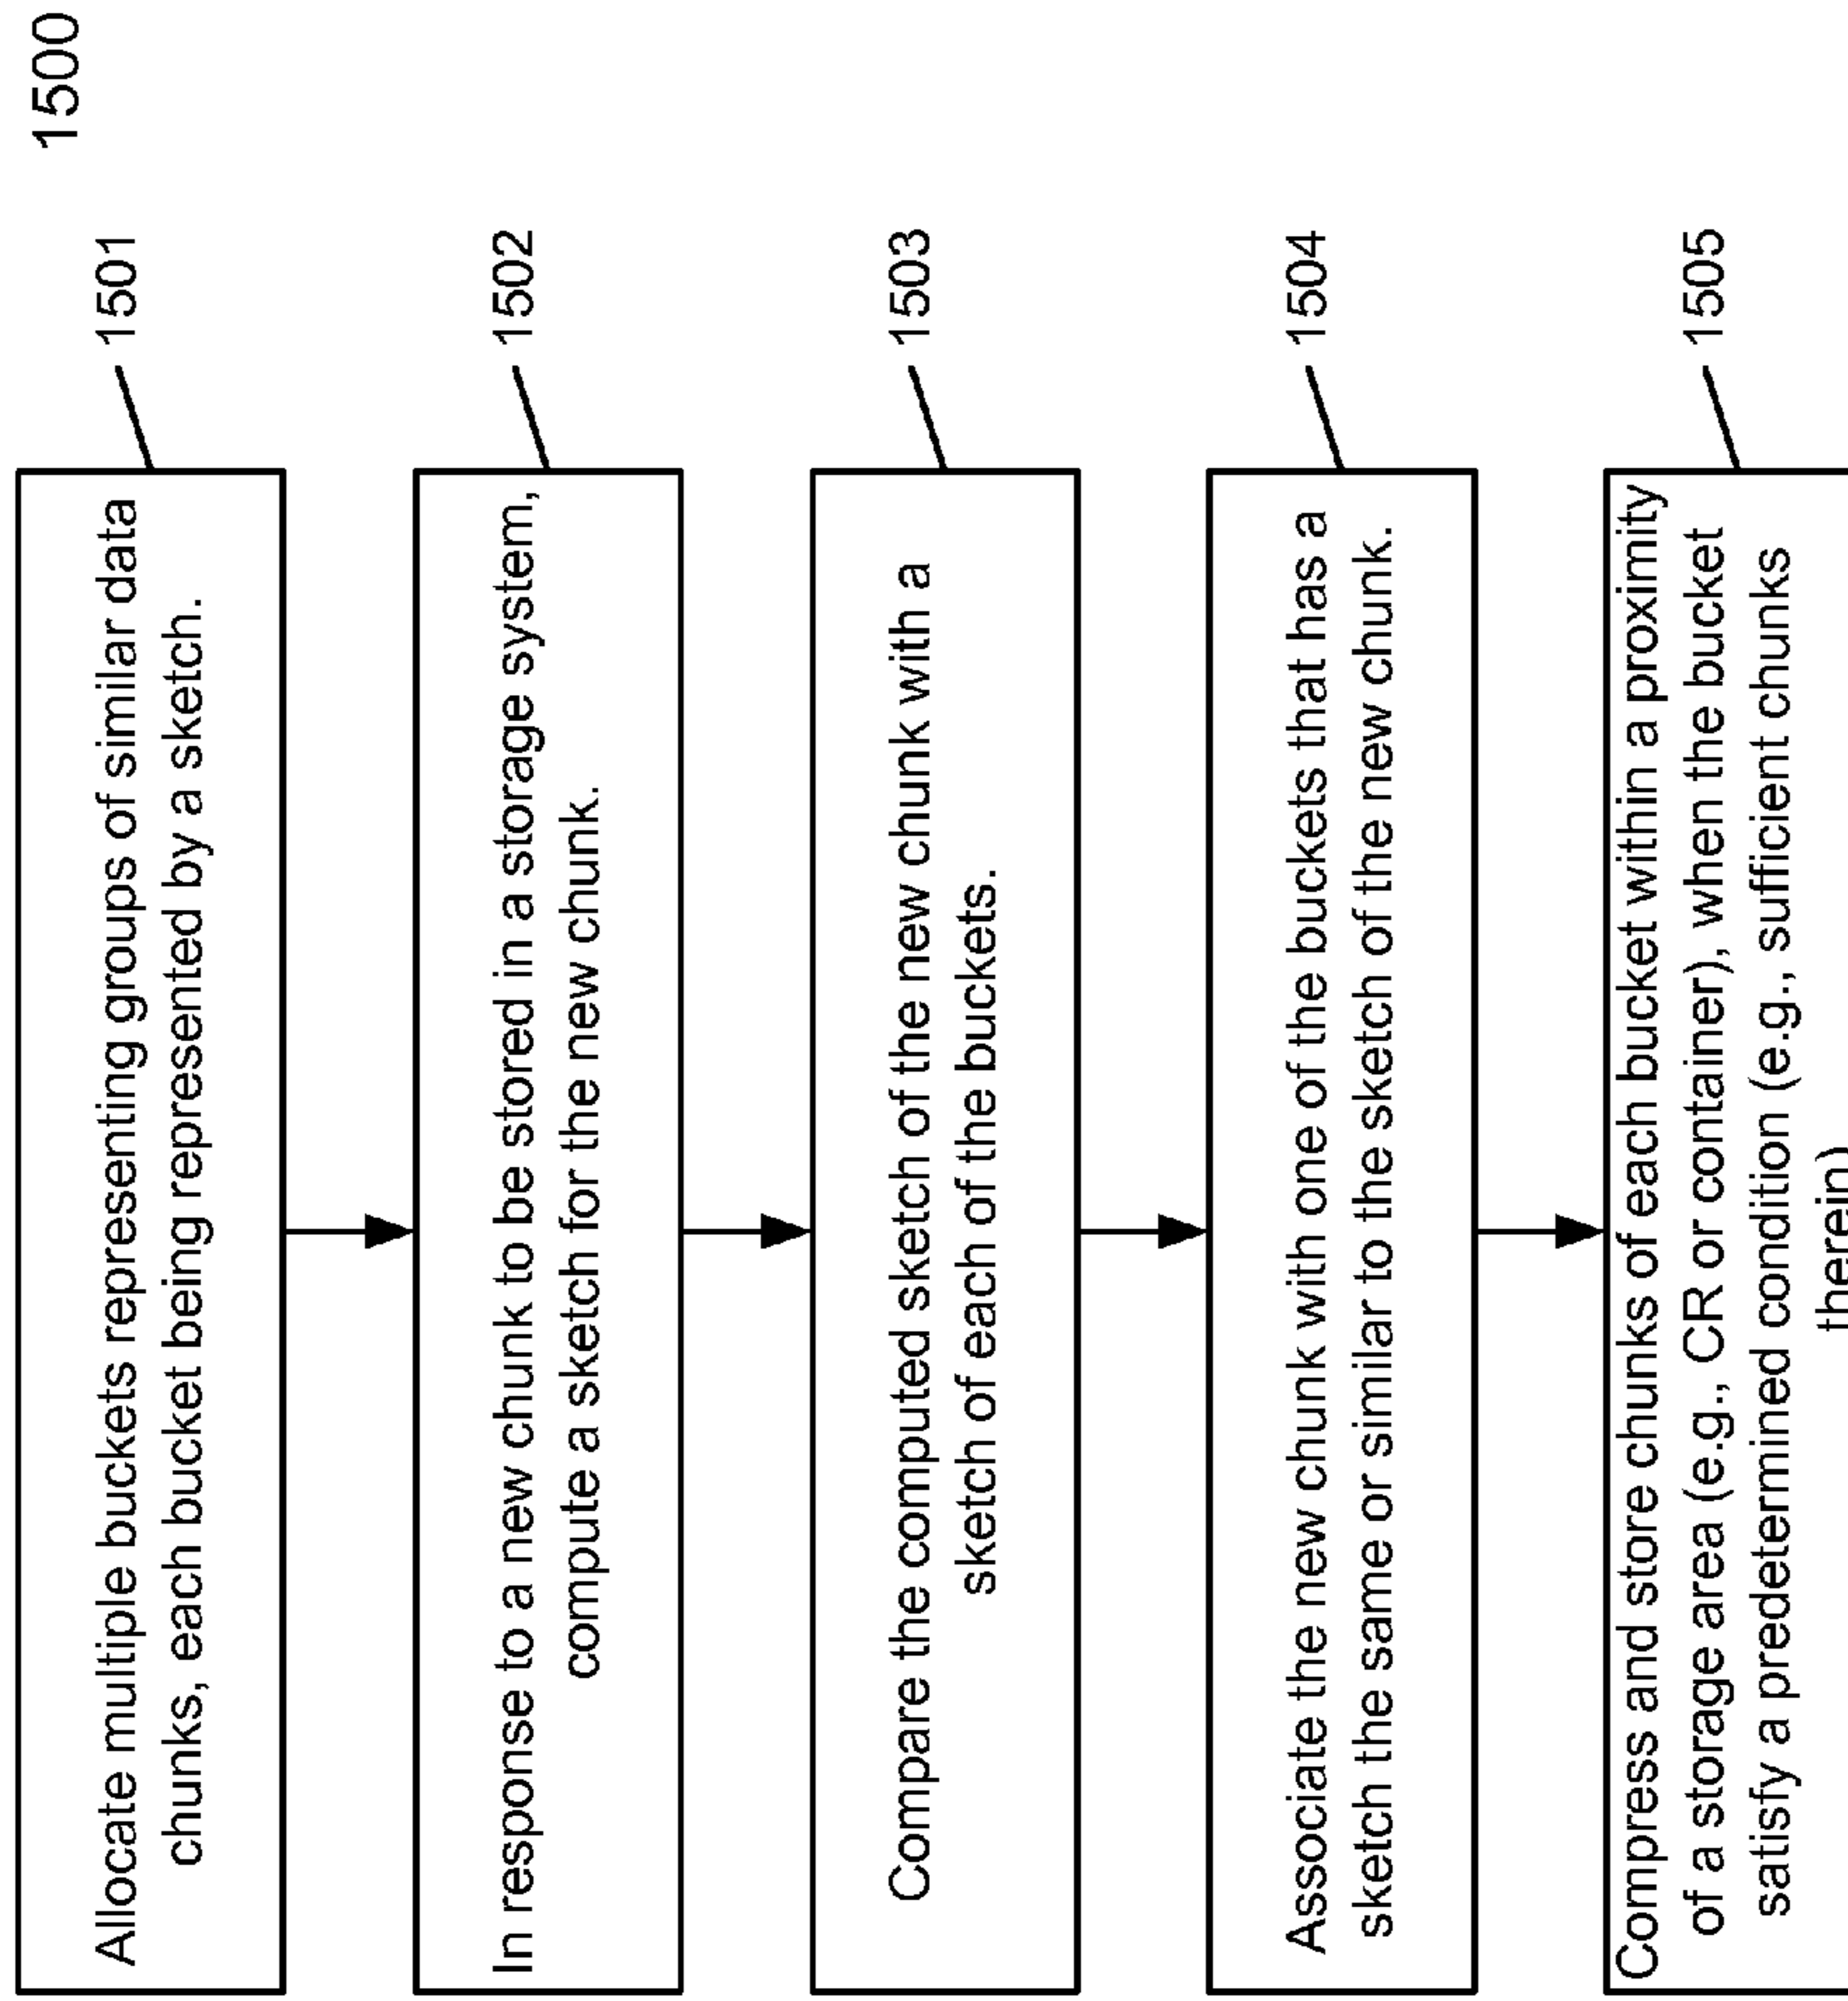 1500
Allocate multiple buckets representing groups of similar data
chunks, each bucket being represented by a sketch.
1501
In response to a new chunk to be stored in a storage system,
compute a sketch for the new chunk.
1502
Compare the computed sketch of the new chunk with a
sketch of each of the buckets.
1503
Associate the new chunk with one of the buckets that has a
sketch the same or similar to the sketch of the new chunk.
1504
Compress and store chunks of each bucket within a proximity
of a storage area (e.g., CR or container), when the bucket
satisfy a predetermined condition (e.g., sufficient chunks
therein)
1505